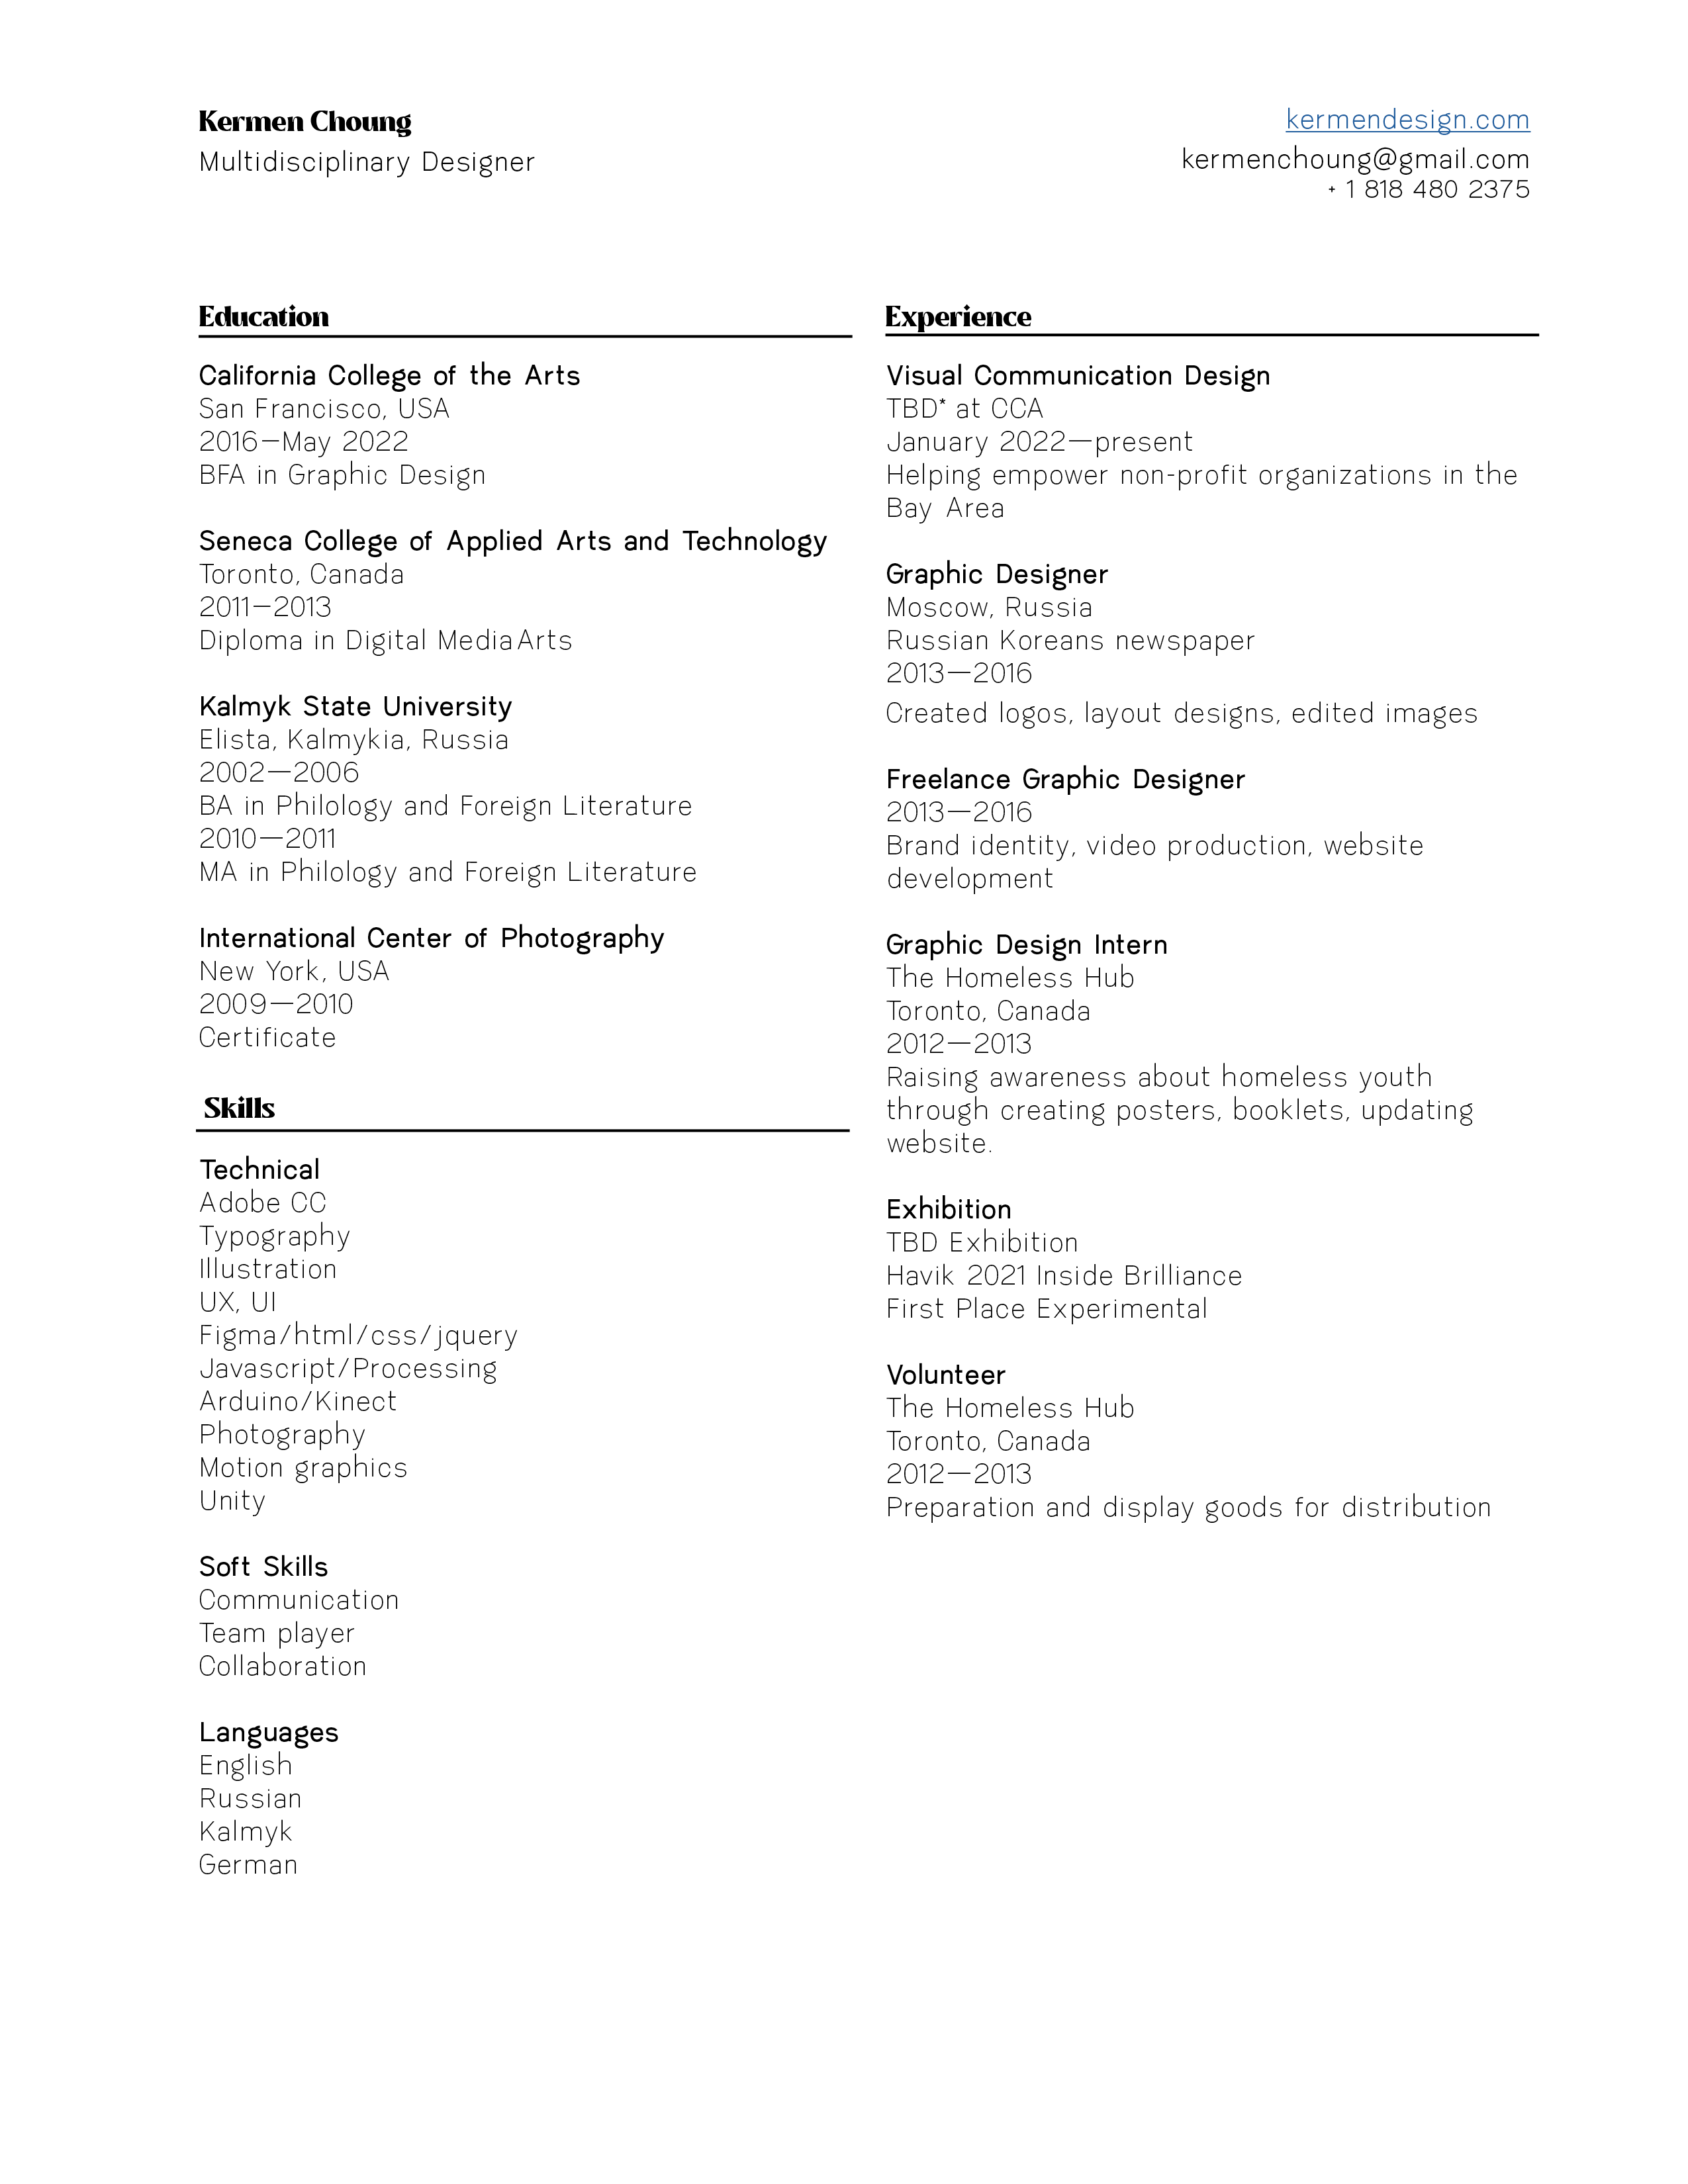 Kermen Choung
Multidisciplinary Designer
kermendesign.com
kermenchoung@gmail.com
+ 1 818 480 2375
Education
California College of the Arts
San Francisco, USA
2016—May 2022
BFA in Graphic Design
Seneca College of Applied Arts and Technology
Toronto, Canada
2011—2013
Diploma in Digital Media Arts
Kalmyk State University
Elista, Kalmykia, Russia
2002—2006
BA in Philology and Foreign Literature
2010—2011
MA in Philology and Foreign Literature
International Center of Photography
New York, USA
2009—2010
Certificate
Skills
Technical
Adobe CC
Typography
Illustration
UX, UI
Figma/html/css/jquery
Javascript/Processing
Arduino/Kinect
Photography
Motion graphics
Unity
Soft Skills
Communication
Team player
Collaboration
Languages
English
Russian
Kalmyk
German
Experience
Visual Communication Design
TBD* at CCA
January 2022—present
Helping empower non-profit organizations in the
Bay Area
Graphic Designer
Moscow, Russia
Russian Koreans newspaper
2013—2016
Created logos, layout designs, edited images
Freelance Graphic Designer
2013—2016
Brand identity, video production, website
development
Graphic Design Intern
The Homeless Hub
Toronto, Canada
2012—2013
Raising awareness about homeless youth
through creating posters, booklets, updating
website.
Exhibition
TBD Exhibition
Havik 2021 Inside Brilliance
First Place Experimental
Volunteer
The Homeless Hub
Toronto, Canada
2012—2013
Preparation and display goods for distribution